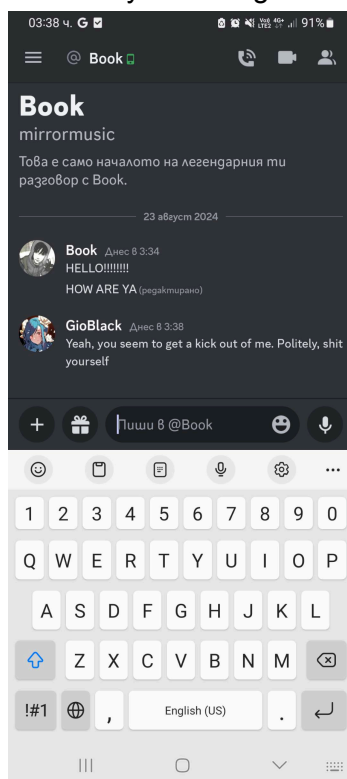 03:38 ч. G 91%
@ Book
Book
mirrormusic
Това е само началото на легендарния ти
разговор с Book.
23 август 2024
Book Днес в 3:34
HELLO!!!!!!!!
HOW ARE YA (редактирано)
GioBlack Днес в 3:38
Yeah, you seem to get a kick out of me. Politely, shit
yourself
Пиши в @Book
1 2 3 4 5 6 7 8 9 0
Q W E R T Y U I O P
A S D F G H J K L
Z X C V B N M
!#1 , English (US) .